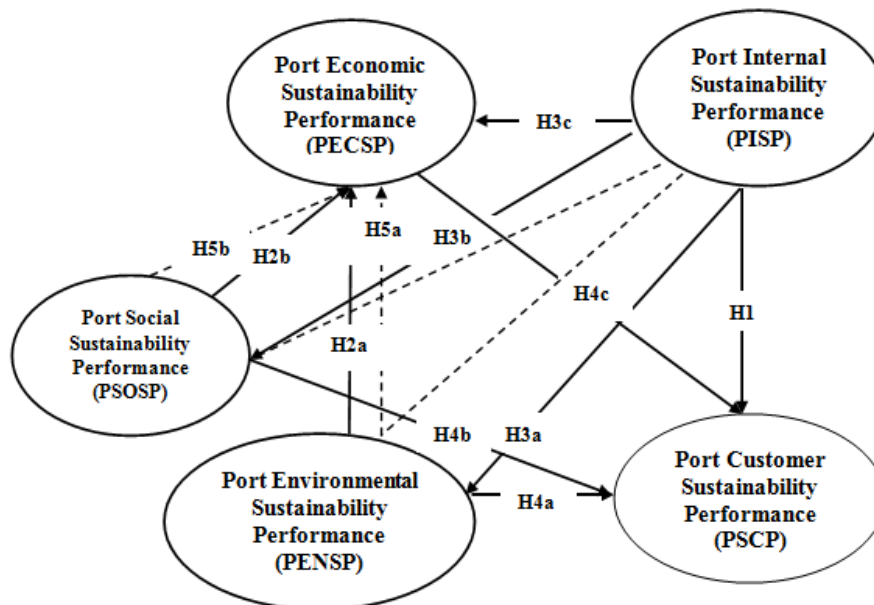 Port Economic
Sustainability
Performance
(PECSP)
Port Internal
Sustainability
Performance
(PISP)
H3c
H5b
H2b
H5a
H3b
H4c
H1
Port Social
Sustainability
Performance
(PSOSP)
H2a
H4b
H3a
Port Environmental
Sustainability
Performance
(PENSP)
H4a
Port Customer
Sustainability
Performance
(PSCP)